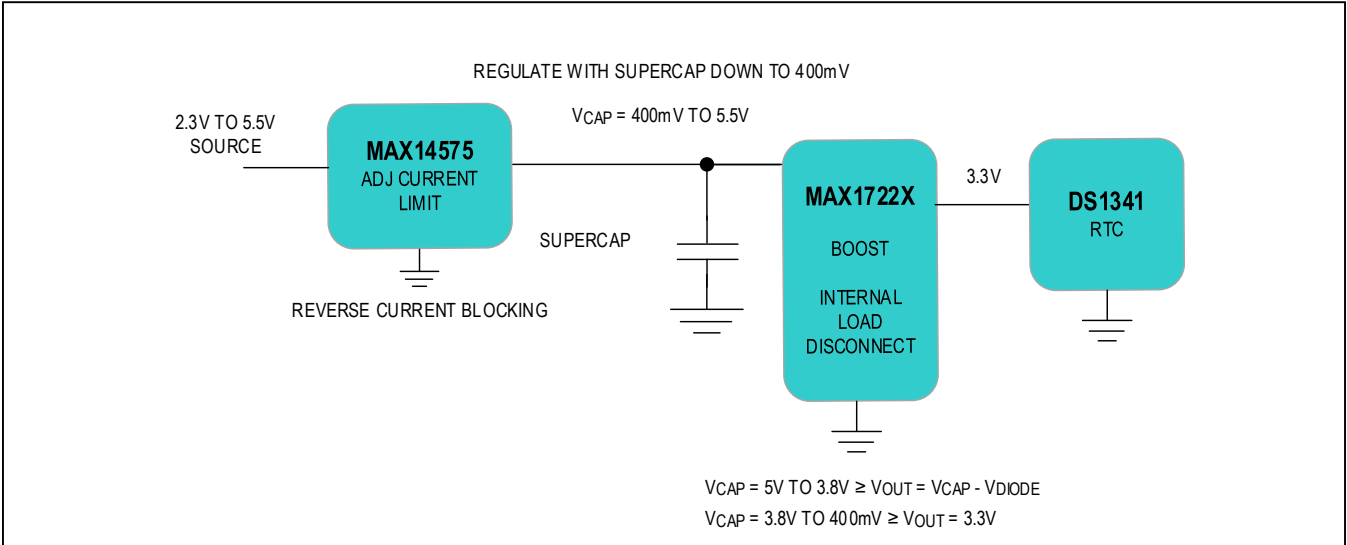 REGULATE WITH SUPERCAP DOWN TO 400mV
2.3V TO 5.5V
SOURCE
VCAP = 400mV TO 5.5V
MAX14575
ADJ CURRENT
LIMIT
SUPERCAP
REVERSE CURRENT BLOCKING
MAX1722X
BOOST
INTERNAL
LOAD
DISCONNECT
3.3V
DS1341
RTC
VCAP = 5V TO 3.8V ≥ VOUT = VCAP - VDIODE
VCAP = 3.8V TO 400mV ≥ VOUT = 3.3V